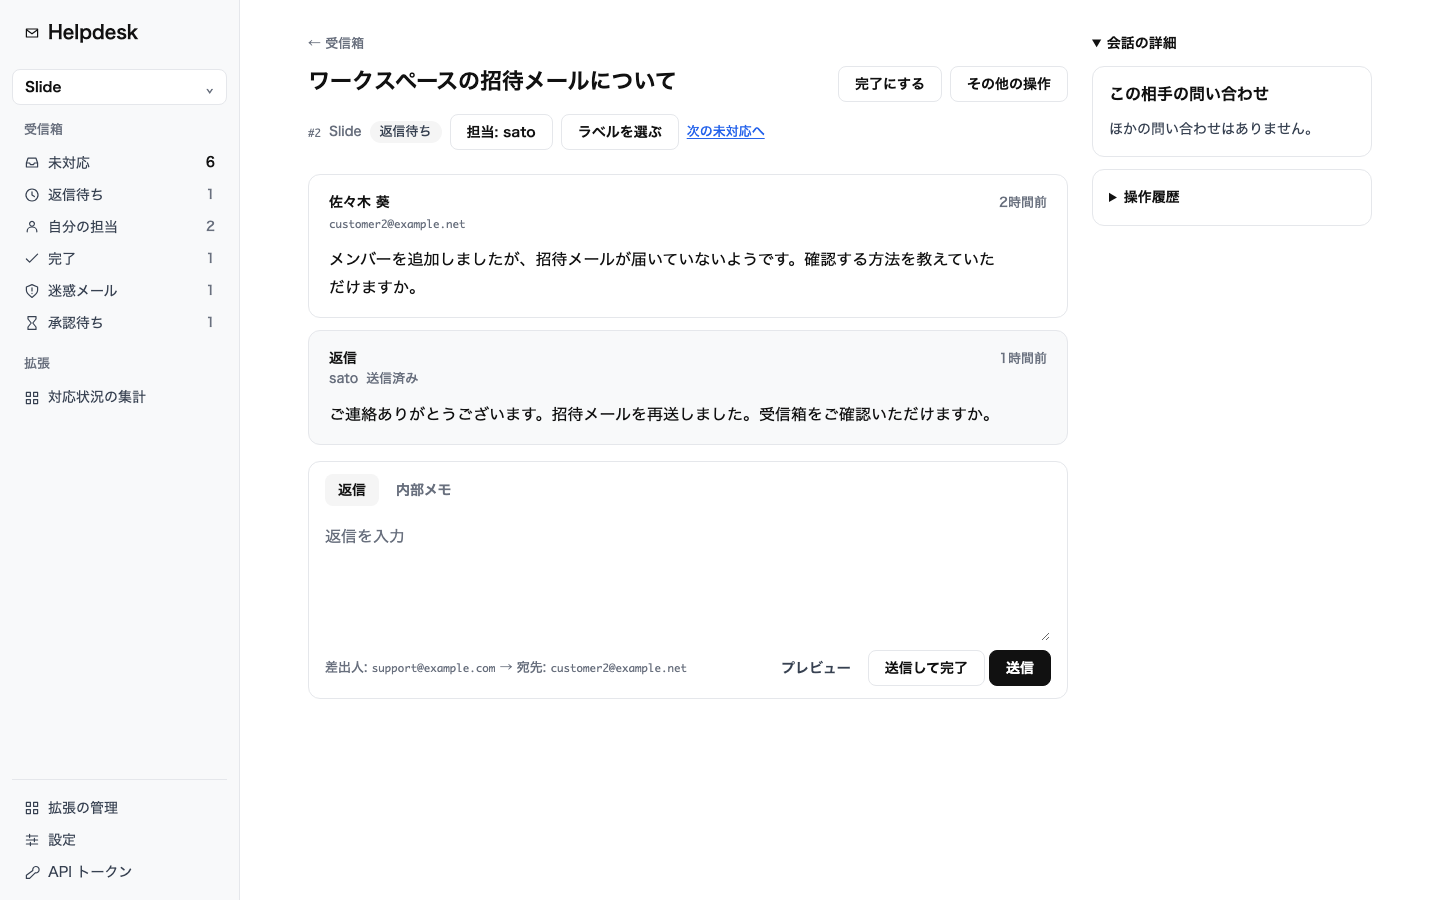 Helpdesk
Slide
受信箱
未対応 6
返信待ち 1
自分の担当 2
完了 1
迷惑メール 1
承認待ち 1
拡張
対応状況の集計
拡張の管理
設定
API トークン
← 受信箱
ワークスペースの招待メールについて
完了にする
その他の操作
#2 Slide 返信待ち 担当: sato ラベルを選ぶ 次の未対応へ
佐々木 葵 2時間前
customer2@example.net
メンバーを追加しましたが、招待メールが届いていないようです。確認する方法を教えていた
だけますか。
返信 1時間前
sato 送信済み
ご連絡ありがとうございます。招待メールを再送しました。受信箱をご確認いただけますか。
返信 内部メモ
返信を入力
差出人: support@example.com → 宛先: customer2@example.net
プレビュー 送信して完了 送信
▼ 会話の詳細
この相手の問い合わせ
ほかの問い合わせはありません。
▶ 操作履歴